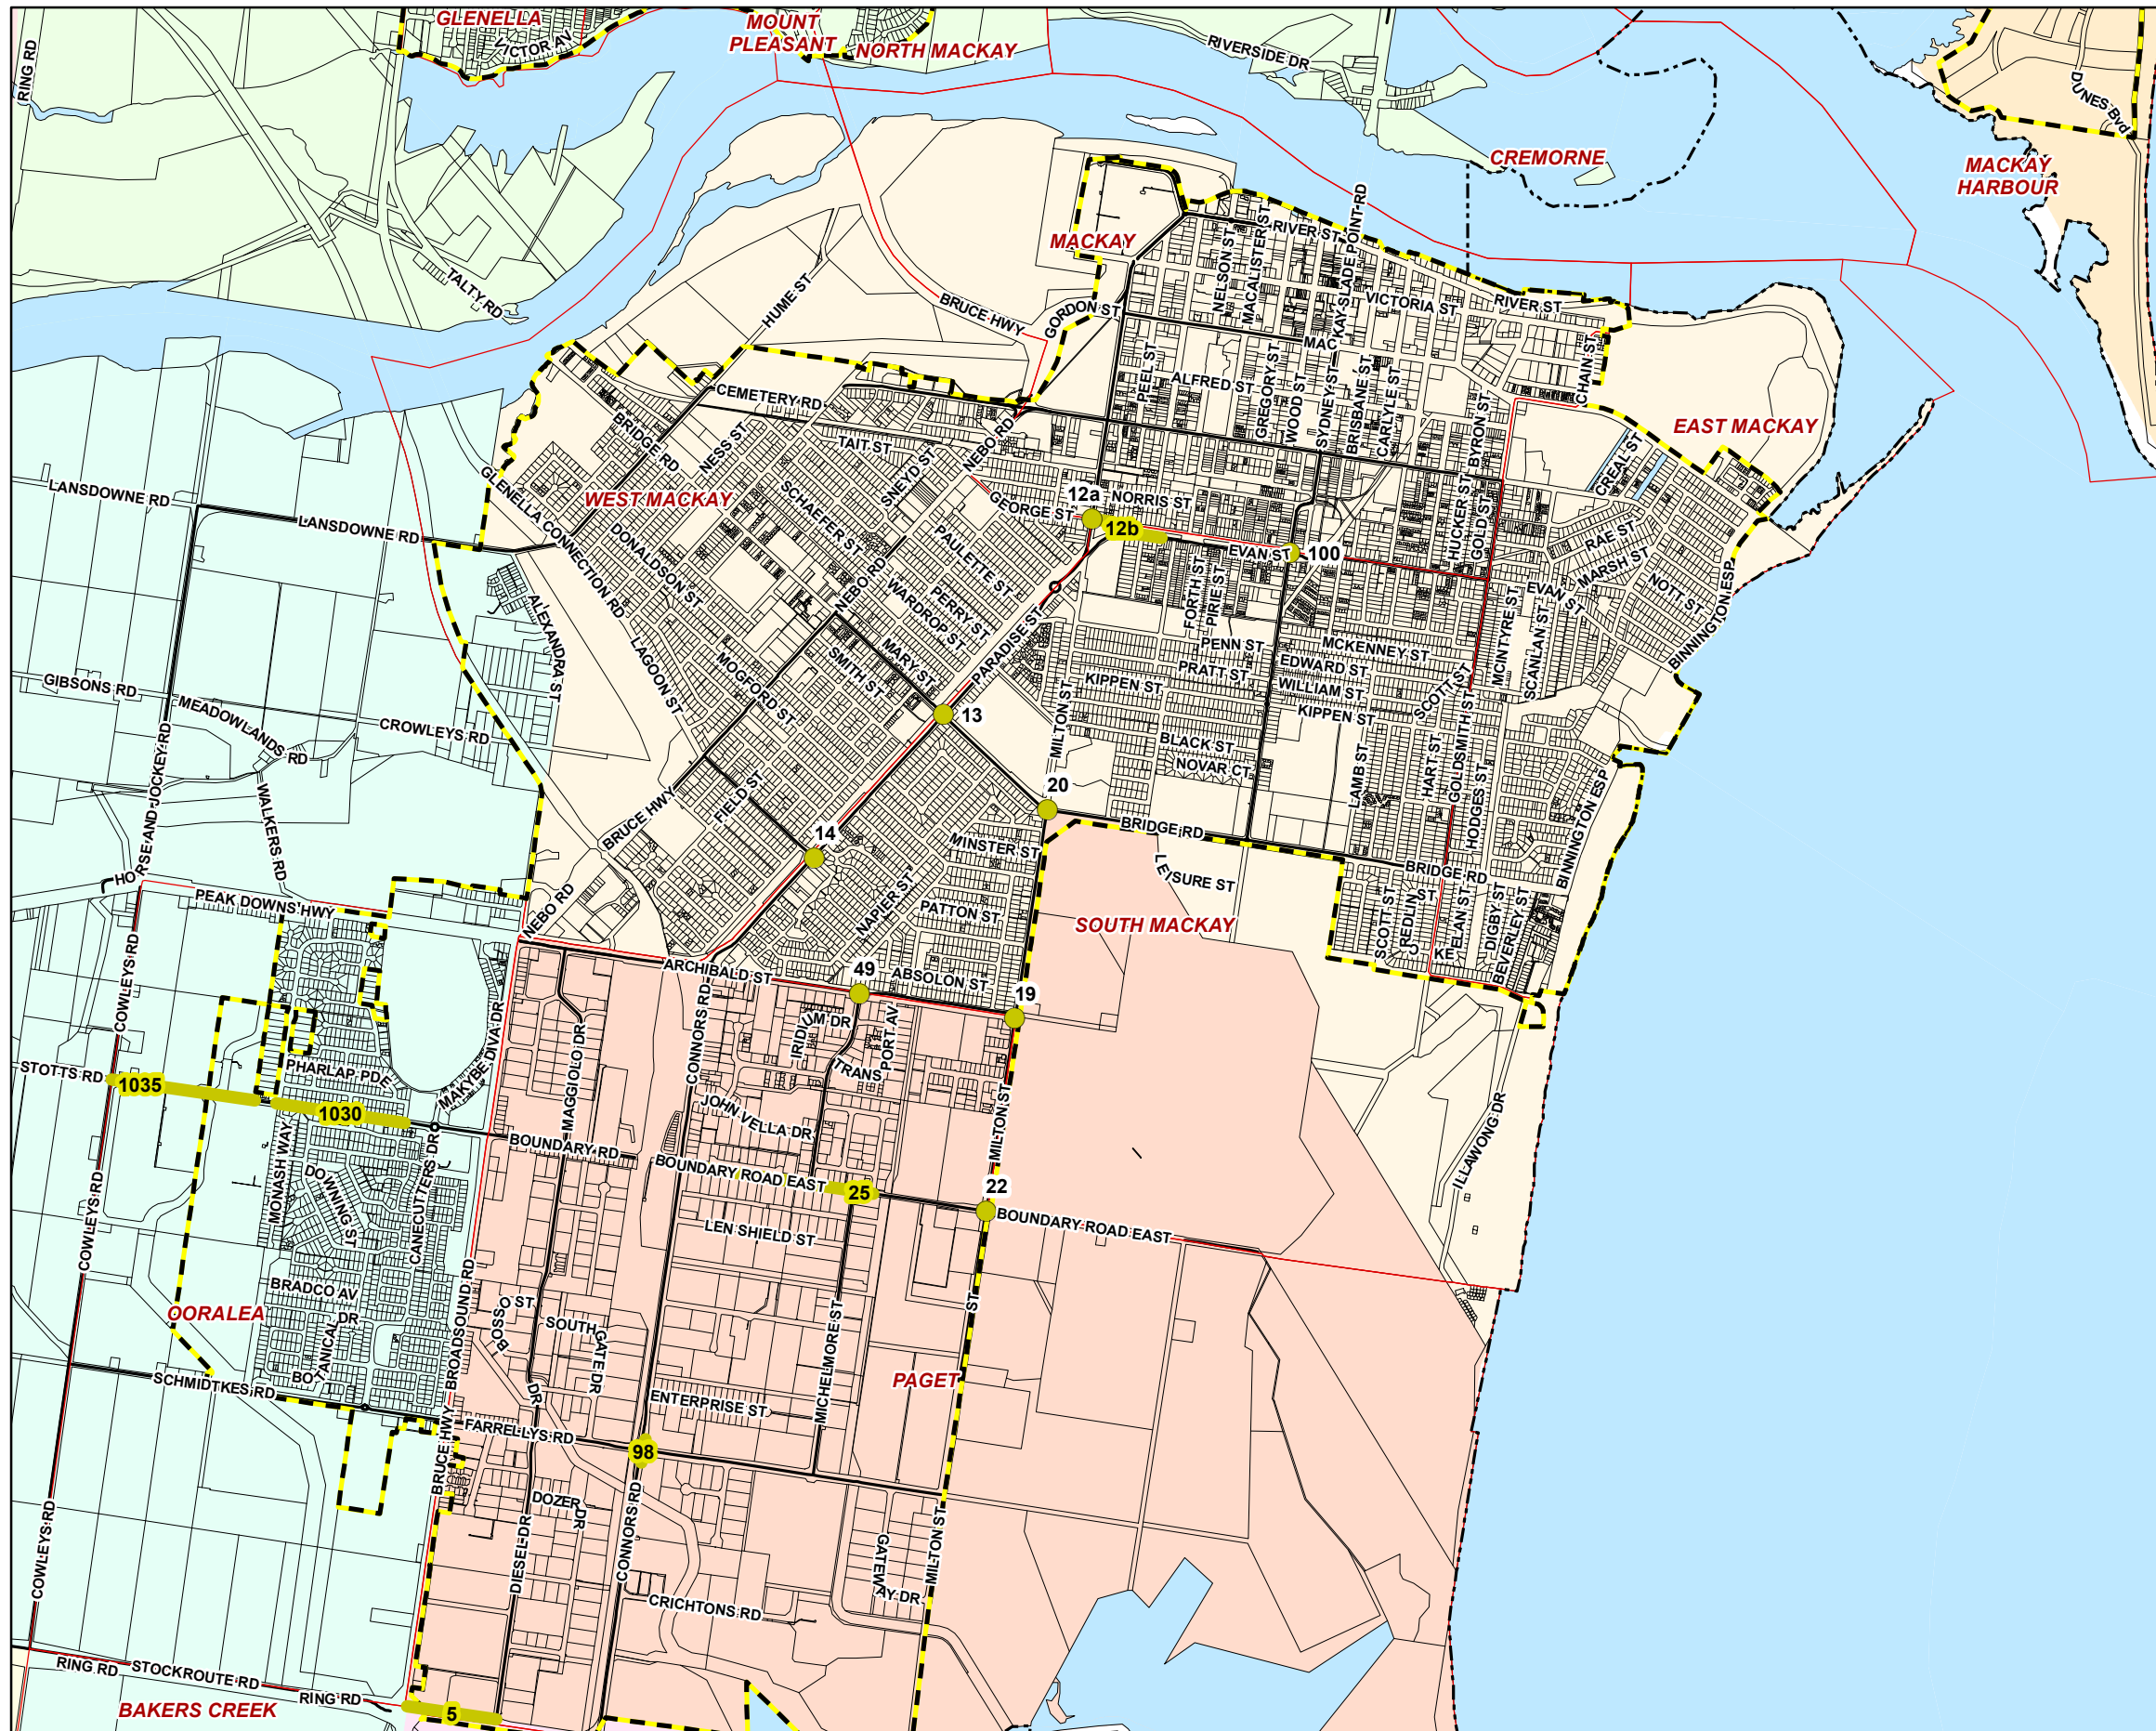 GLENELLA
VICTOR AV
MOUNT
PLEASANT
NORTH MACKAY
RIVERSIDE DR
RING RD
DUNES Bvd
CREMORNE
MACKAY
HARBOUR
MACKAY
RIVER ST
NELSON ST
MACALISTER ST
MACKAY-SLADE POINT-RD
TALTY RD
HUME ST
BRUCE HWY
GORDON ST
VICTORIA ST
RIVER ST
PEEL ST
ALFRED ST
GREGORY ST
WOOD ST
SYDNEY ST
BRISBANE ST
CARLYLE ST
CHAIN ST
CEMETERY RD
BRIDGE RD
NESS ST
TAIT ST
SNEYD ST
NEBO RD
BYRON ST
EAST MACKAY
CREAL ST
LANSDOWNE RD
LANSDOWNE RD
GLENELLA CONNECTION RD
WEST MACKAY
SCHAEFER ST
GEORGE ST
12a
NORRIS ST
12b
HUCKER ST
GOLD ST
RAE ST
MARSH ST
DONALDSON ST
PAULETTE ST
EVAN ST
100
EVAN ST
NOTT ST
ALEXANDRA ST
NEBO RD
WARDROP ST
PERRY ST
FORTH ST
PIRIE ST
MCINTYRE ST
SCANLAN ST
BINNINGTON ESP
LAGOON ST
SMITH ST
MARY ST
PARADISE ST
PENN ST
MCKENNEY ST
PRATT ST
EDWARD ST
GIBSONS RD
MEADOWLANDS RD
CROWLEYS RD
MOGFORD ST
KIPPEN ST
WILLIAM ST
KIPPEN ST
SCOTT ST
13
MILTON ST
BLACK ST
NOVAR CT
LAMB ST
HART ST
GOLDSMITH ST
HODGES ST
BINNINGTON ESP
HORSE AND JOCKEY RD
WALKERS RD
BRUCE HWY
FIELD ST
14
20
BRIDGE RD
MINSTER ST
LEISURE ST
BRIDGE RD
PEAK DOWNS HWY
NEBO RD
NAPIER ST
PATTON ST
SOUTH MACKAY
SCOTT ST
CREDLIN ST
KEELAN ST
DIGBY ST
BEVERLEY ST
COWLEYS RD
ARCHIBALD ST
49
ABSOLON ST
19
MAKYBE DIVA DR
MAGGIOLO DR
CONNORS RD
IRIDIUM DR
PORT AV
TRANS
STOTTS RD
1035
PHARLAP PDE
1030
JOHN VELLA DR
MILTON ST
ILLAWONG DR
BOUNDARY RD
BOUNDARY ROAD EAST
25
22
BOUNDARY ROAD EAST
MONASH WAY
DOWNING ST
CANECUTTERS DR
LEN SHIELD ST
COWLEYS RD
BRADCO AV
BROADSOUND RD
BOSSO ST
SOUTHGATE DR
ST
OORALEA
BOTANICAL DR
MICHELMORE ST
PAGET
SCHMIDTKES RD
DR
ENTERPRISE ST
FARRELLYS RD
98
BRUCE HWY
DOZER DR
DIESEL DR
CONNORS RD
GATEWAY DR
MILTON ST
COWLEYS RD
CRICHTONS RD
RING RD
STOCKROUTE RD
RING RD
BAKERS CREEK
5